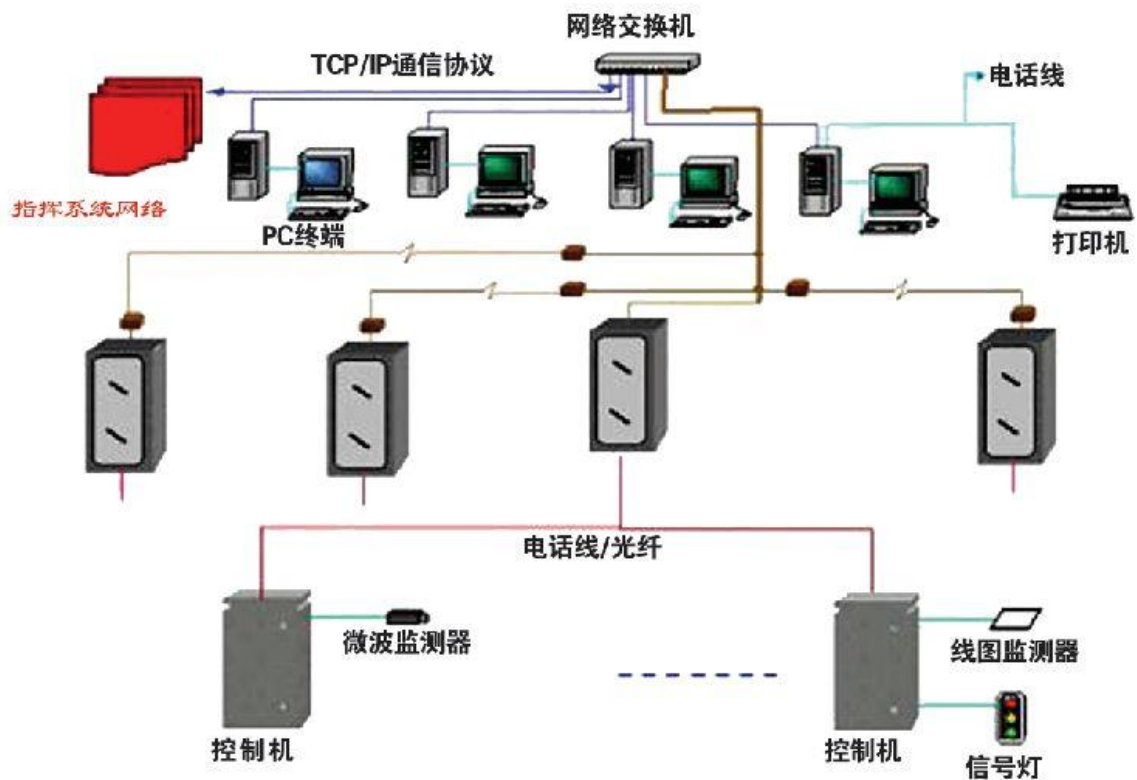 网络交换机
TCP/IP通信协议
电话线
指挥系统网络
PC终端
打印机
电话线/光纤
微波监测器
线图监测器
控制机
控制机
信号灯